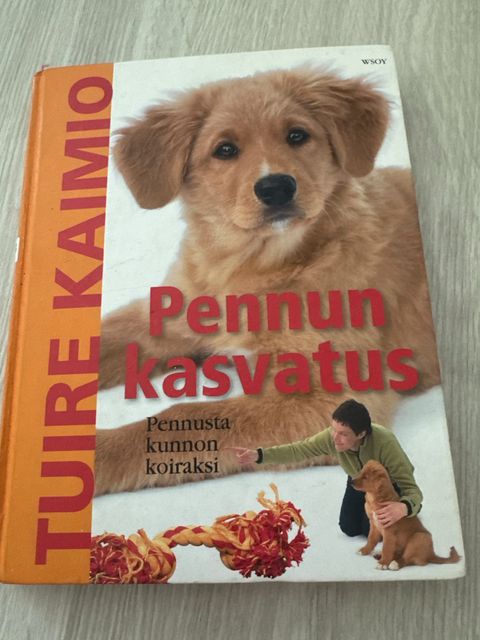 WSOY
TUIRE KAIMIO
Pennun
kasvatus
Pennusta
kunnon
koiraksi